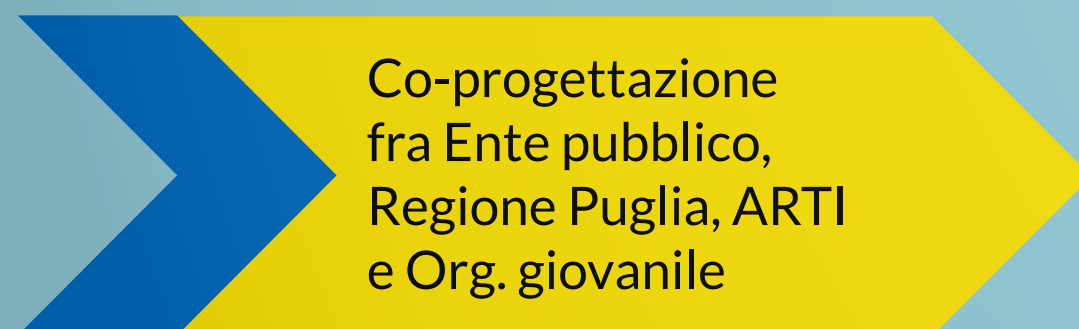 Co-progettazione
fra Ente pubblico,
Regione Puglia, ARTI
e Org. giovanile